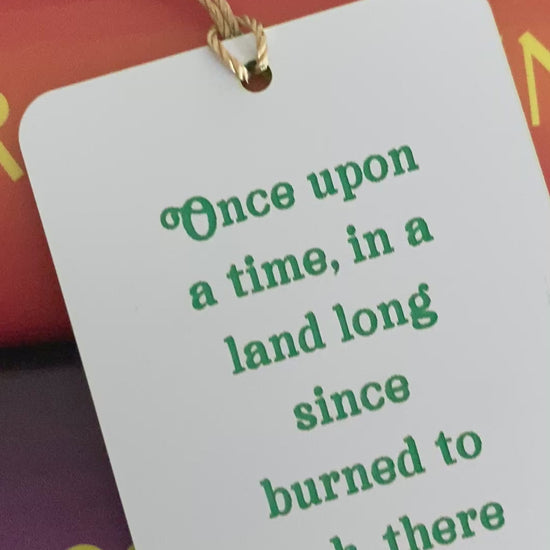 Once upon
a time, in a
land long
since
burned to
there